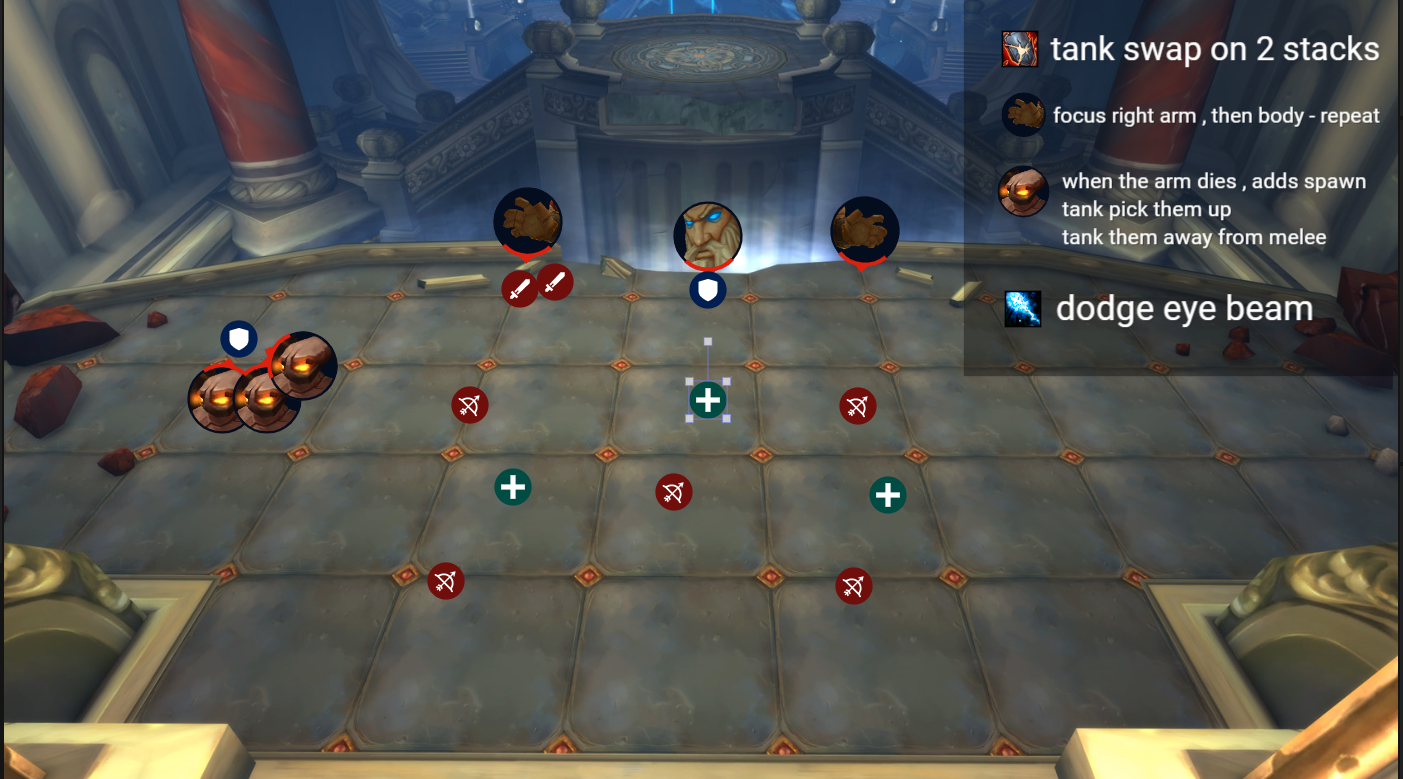 tank swap on 2 stacks
focus right arm , then body - repeat
when the arm dies , adds spawn
tank pick them up
tank them away from melee
dodge eye beam